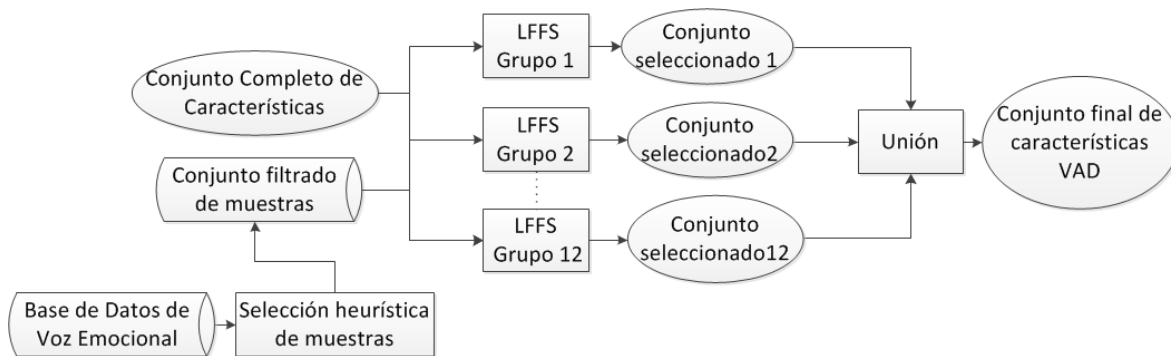 Conjunto Completo de
Características
Conjunto filtrado
de muestras
Base de Datos de
Voz Emocional
Selección heurística
de muestras
LFFS
Grupo 1
LFFS
Grupo 2
LFFS
Grupo 12
Conjunto
seleccionado 1
Conjunto
seleccionado2
Conjunto
seleccionado12
Unión
Conjunto final de
características
VAD